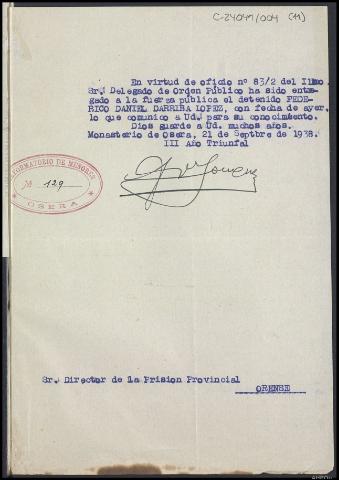 C-24047/004 (11)
En virtud de oficio nº 83/2 del Ilmo
Sr. Delegado de Orden Público ha sido entre-
gado a la fuerza pública el detenido FEDE-
RICO DANIEL DARRIBA LOPEZ, con fecha de ayer,
lo que comunico a Ud. para su conocimiento.
Dios guarde a Ud. muchos años.
Monasterio de Osera, 21 de Septbre de 1938.
III Año Triunfal
REFORMATORIO DE MENORES
Nº 129
OSERA
Sr. Director de la Prision Provincial
ORENSE